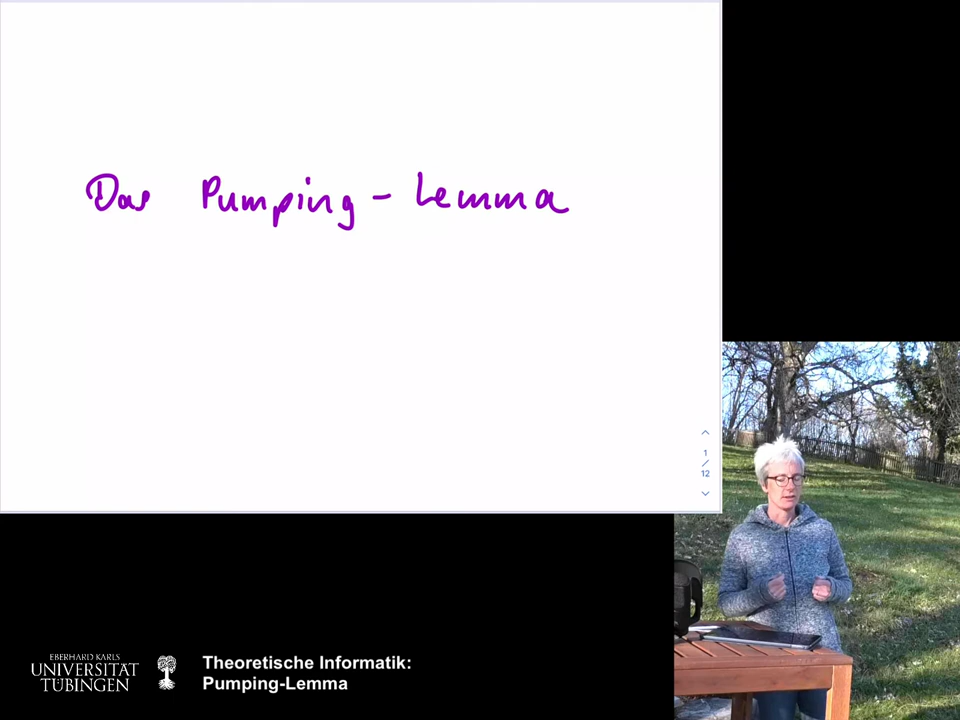 Das Pumping-Lemma
1
/
12
EBERHARD KARLS
UNIVERSITÄT
TÜBINGEN
Theoretische Informatik:
Pumping-Lemma